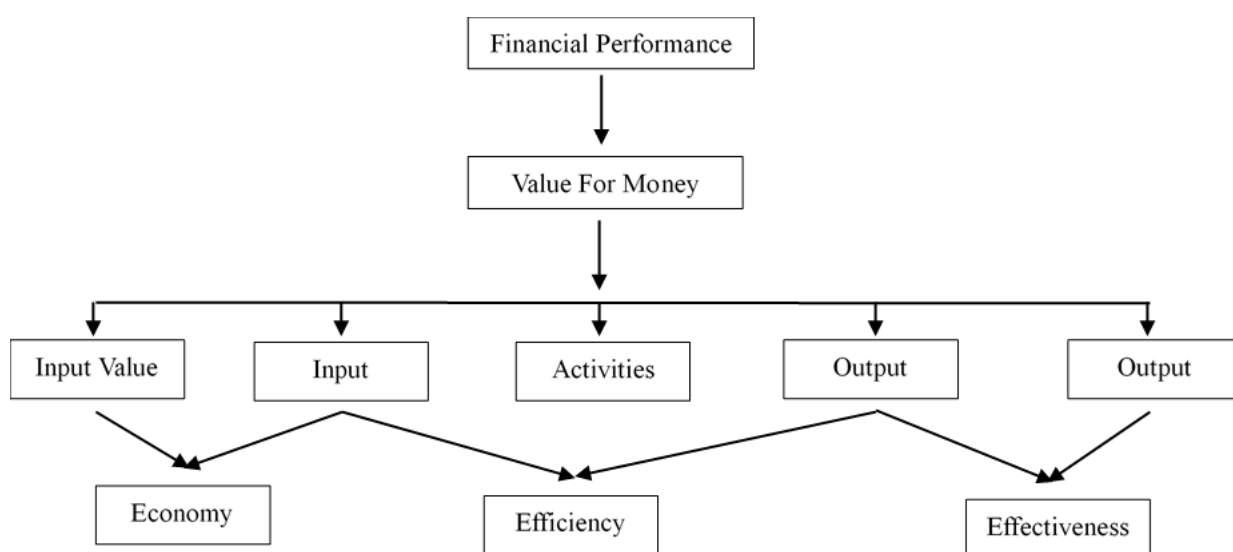 Financial Performance
Value For Money
Input Value
Input
Activities
Output
Output
Economy
Efficiency
Effectiveness